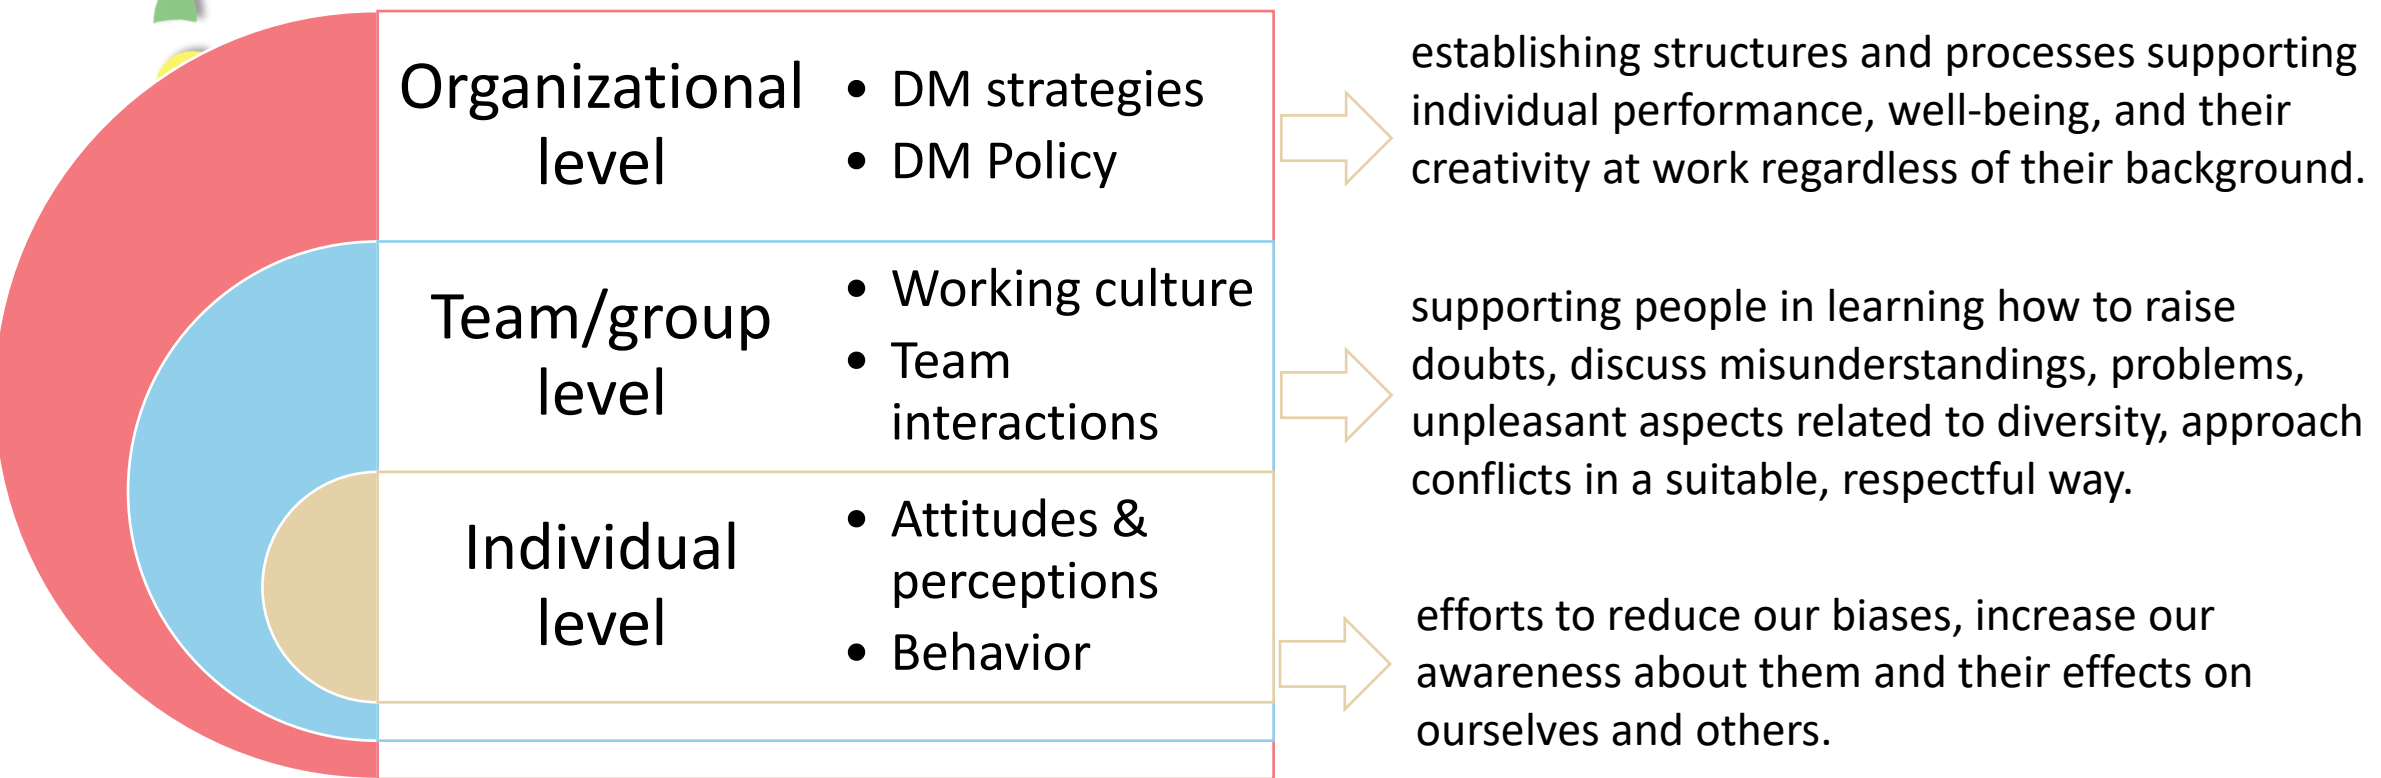 Organizational
level
• DM strategies
• DM Policy
establishing structures and processes supporting
individual performance, well-being, and their
creativity at work regardless of their background.
Team/group
level
• Working culture
• Team
interactions
supporting people in learning how to raise
doubts, discuss misunderstandings, problems,
unpleasant aspects related to diversity, approach
conflicts in a suitable, respectful way.
Individual
level
• Attitudes &
perceptions
• Behavior
efforts to reduce our biases, increase our
awareness about them and their effects on
ourselves and others.